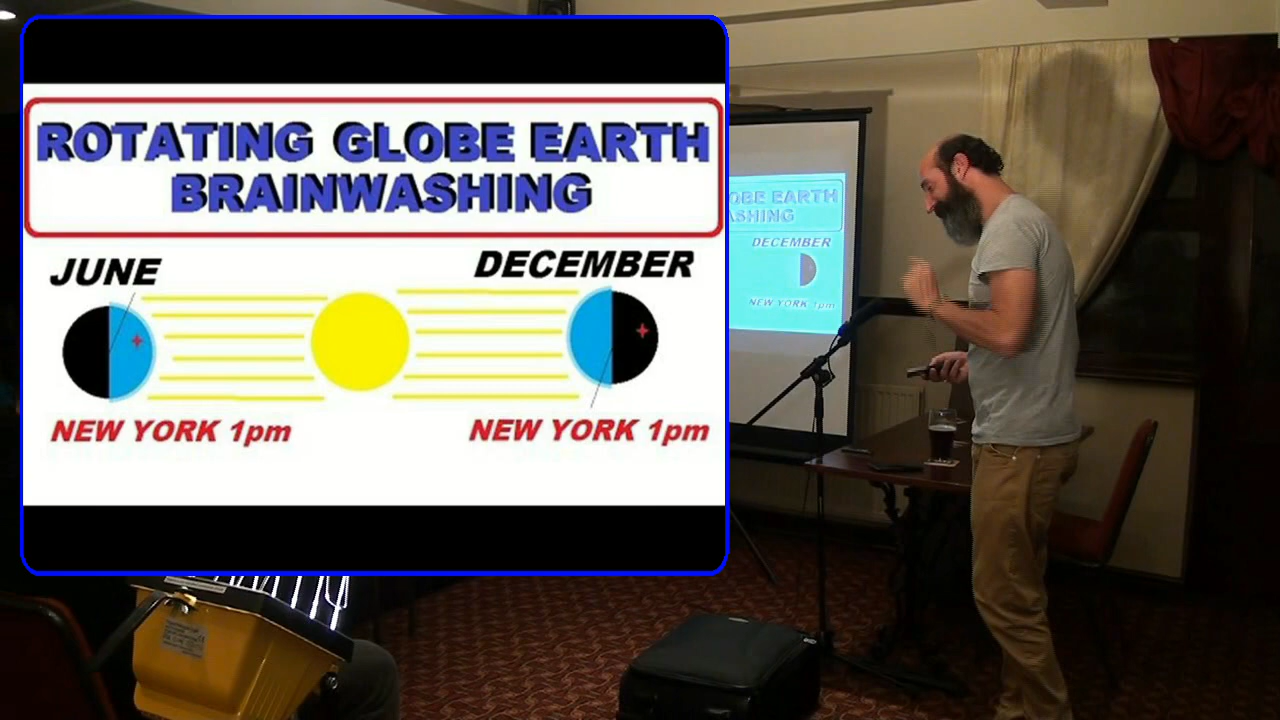 ROTATING GLOBE EARTH
BRAINWASHING
JUNE
DECEMBER
NEW YORK 1pm
NEW YORK 1pm
OBE EARTH
ASHING
DECEMBER
NEW YORK 1pm